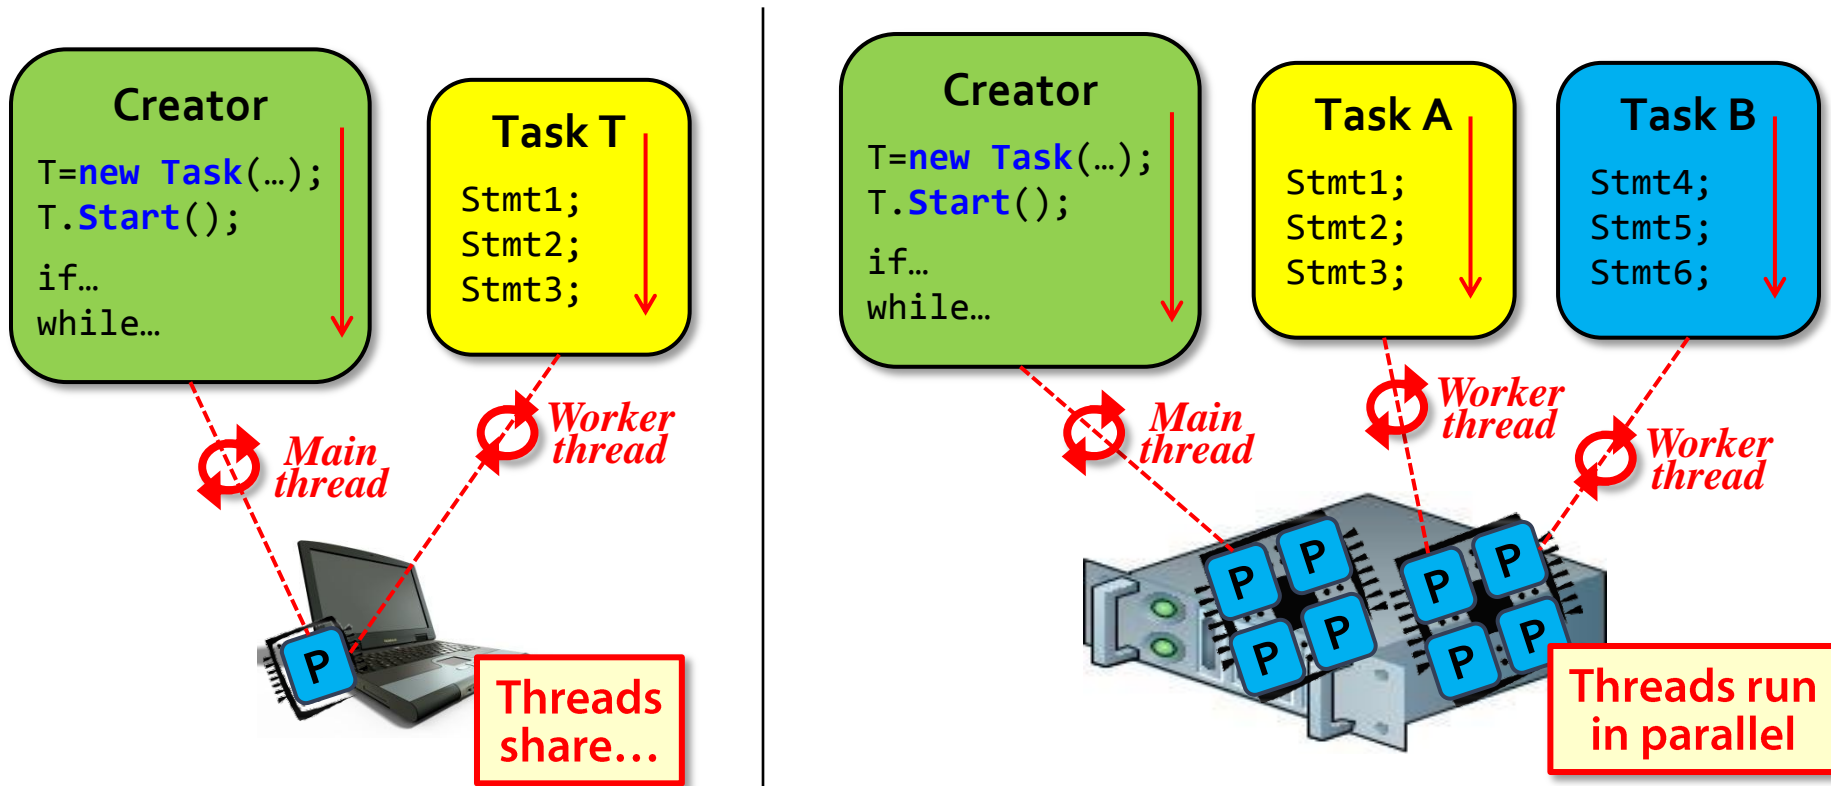 Creator
T=new Task(…);
T.Start();
if…
while…
Task T
Stmt1;
Stmt2;
Stmt3;
Main
thread
Worker
thread
P
Threads
share…
Creator
T=new Task(…);
T.Start();
if…
while…
Task A
Stmt1;
Stmt2;
Stmt3;
Task B
Stmt4;
Stmt5;
Stmt6;
Main
thread
Worker
thread
Worker
thread
P P
P P
P P
P P
Threads run
in parallel